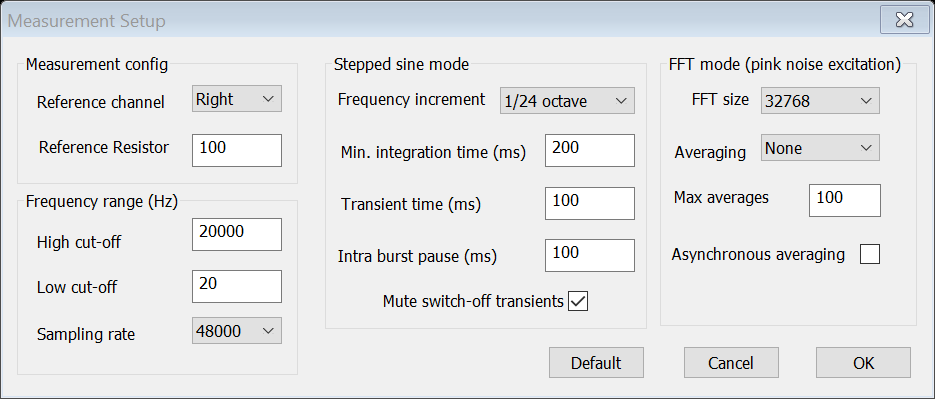 Measurement Setup
Measurement config
Reference channel Right
Reference Resistor 100
Frequency range (Hz)
High cut-off 20000
Low cut-off 20
Sampling rate 48000
Stepped sine mode
Frequency increment 1/24 octave
Min. integration time (ms) 200
Transient time (ms) 100
Intra burst pause (ms) 100
Mute switch-off transients
FFT mode (pink noise excitation)
FFT size 32768
Averaging None
Max averages 100
Asynchronous averaging
Default Cancel OK